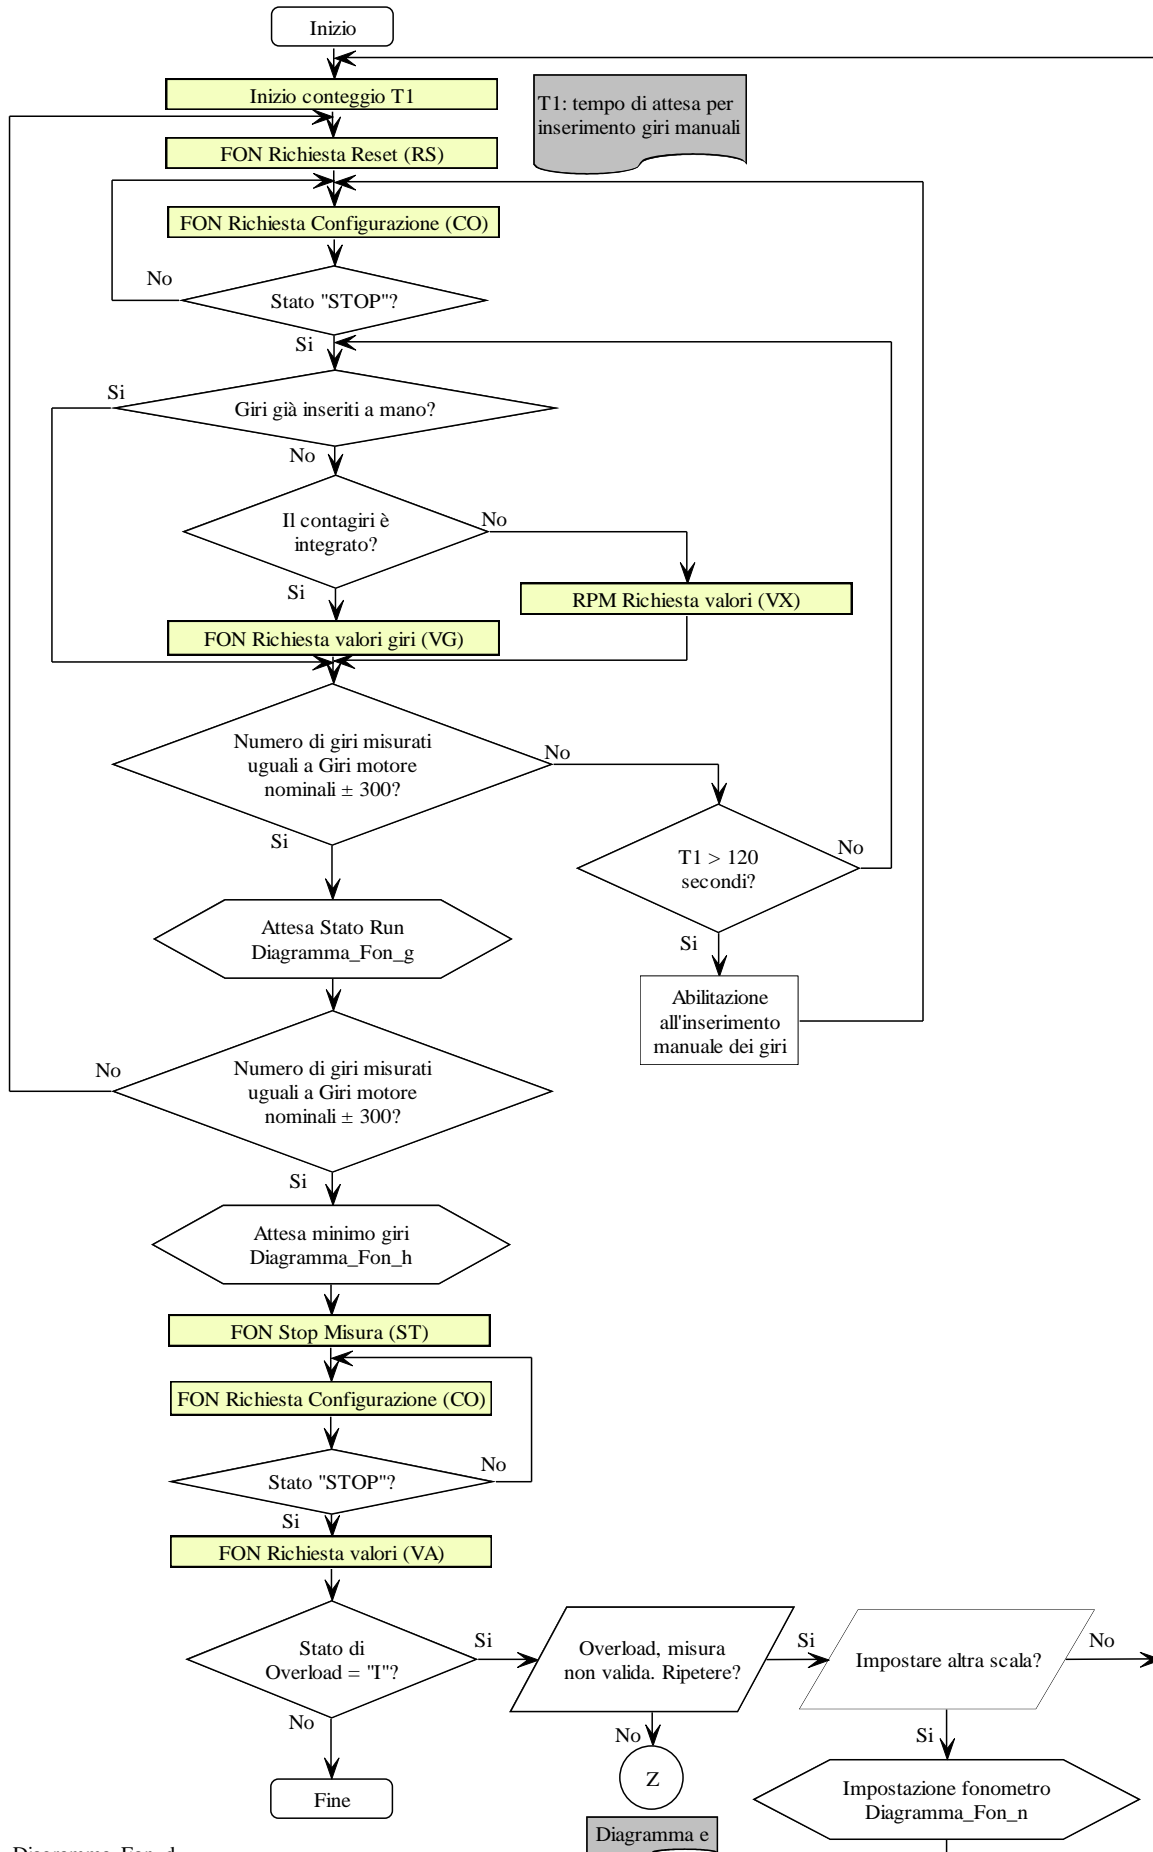 Inizio
Inizio conteggio T1
T1: tempo di attesa per
inserimento giri manuali
FON Richiesta Reset (RS)
FON Richiesta Configurazione (CO)
No
Stato "STOP"?
Si
Si
Giri già inseriti a mano?
No
Il contagiri è
integrato?
No
Si
RPM Richiesta valori (VX)
FON Richiesta valori giri (VG)
Numero di giri misurati
uguali a Giri motore
nominali ± 300?
No
Si
T1 > 120
secondi?
No
Si
Attesa Stato Run
Diagramma_Fon_g
Abilitazione
all'inserimento
manuale dei giri
No
Numero di giri misurati
uguali a Giri motore
nominali ± 300?
Si
Attesa minimo giri
Diagramma_Fon_h
FON Stop Misura (ST)
FON Richiesta Configurazione (CO)
Stato "STOP"?
No
Si
FON Richiesta valori (VA)
Stato di
Overload = "I"?
Si
No
Overload, misura
non valida. Ripetere?
Si
No
Impostare altra scala?
No
Si
Z
Fine
Impostazione fonometro
Diagramma_Fon_n
Diagramma e